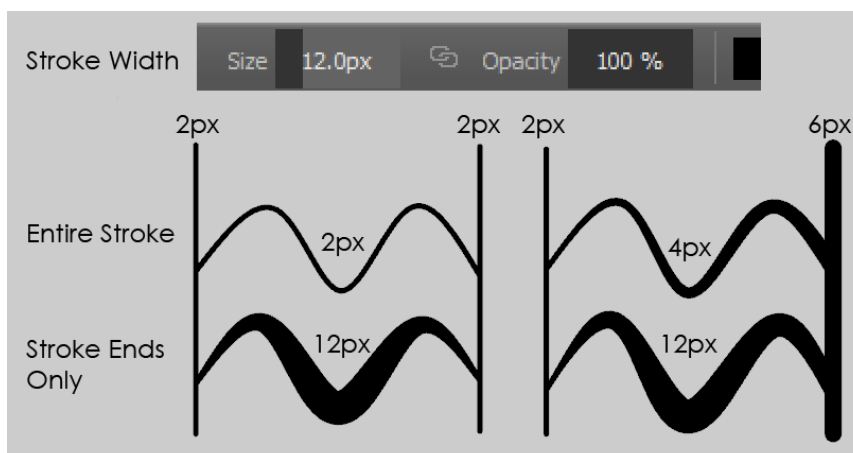 Stroke Width
Size 12.0px Opacity 100 %
2px 2px 2px 6px
Entire Stroke
2px 4px
Stroke Ends
Only
12px 12px